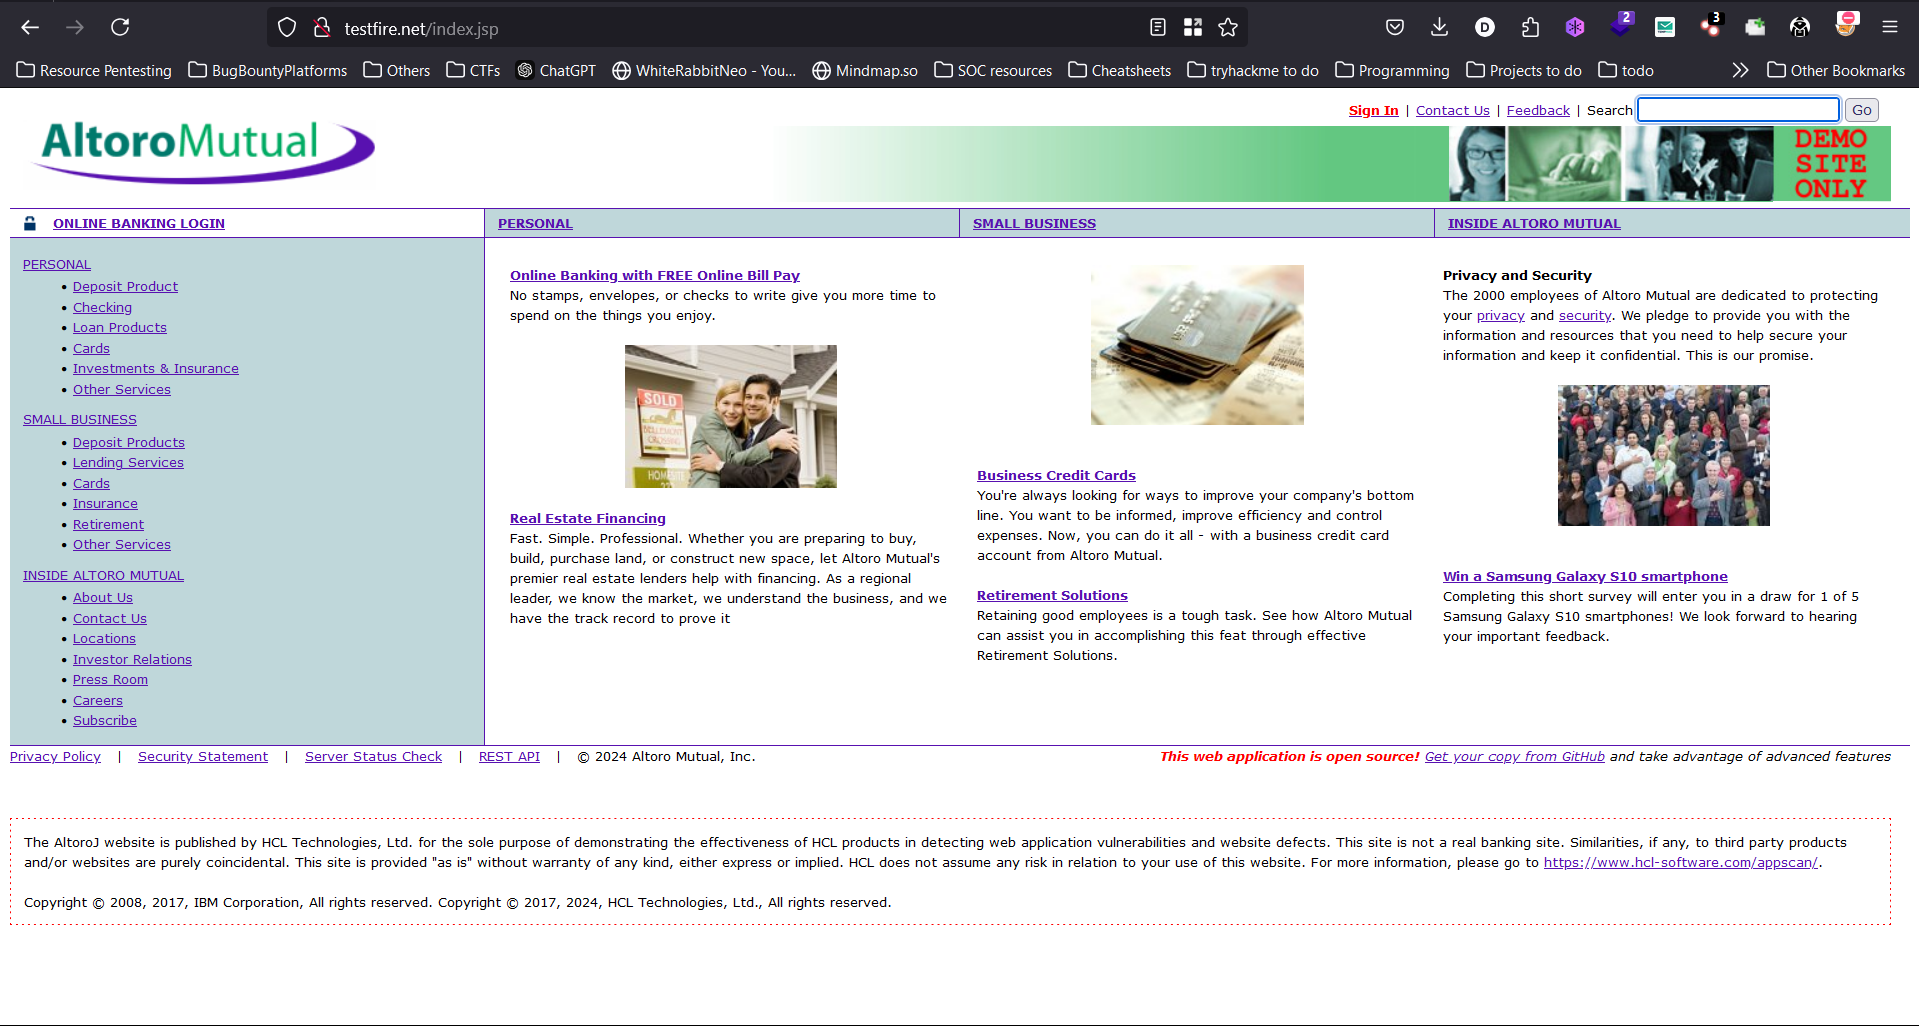 testfire.net/index.jsp
2
3
Resource Pentesting
BugBountyPlatforms
Others
CTFs
ChatGPT
WhiteRabbitNeo - You...
Mindmap.so
SOC resources
Cheatsheets
tryhackme to do
Programming
Projects to do
todo
Other Bookmarks
Sign In | Contact Us | Feedback | Search
Go
AltoroMutual
DEMO
SITE
ONLY
ONLINE BANKING LOGIN
PERSONAL
SMALL BUSINESS
INSIDE ALTORO MUTUAL
PERSONAL
Deposit Product
Checking
Loan Products
Cards
Investments & Insurance
Other Services
SMALL BUSINESS
Deposit Products
Lending Services
Cards
Insurance
Retirement
Other Services
INSIDE ALTORO MUTUAL
About Us
Contact Us
Locations
Investor Relations
Press Room
Careers
Subscribe
Online Banking with FREE Online Bill Pay
No stamps, envelopes, or checks to write give you more time to
spend on the things you enjoy.
SOLD
Real Estate Financing
Fast. Simple. Professional. Whether you are preparing to buy,
build, purchase land, or construct new space, let Altoro Mutual's
premier real estate lenders help with financing. As a regional
leader, we know the market, we understand the business, and we
have the track record to prove it
Business Credit Cards
You're always looking for ways to improve your company's bottom
line. You want to be informed, improve efficiency and control
expenses. Now, you can do it all - with a business credit card
account from Altoro Mutual.
Retirement Solutions
Retaining good employees is a tough task. See how Altoro Mutual
can assist you in accomplishing this feat through effective
Retirement Solutions.
Privacy and Security
The 2000 employees of Altoro Mutual are dedicated to protecting
your privacy and security. We pledge to provide you with the
information and resources that you need to help secure your
information and keep it confidential. This is our promise.
Win a Samsung Galaxy S10 smartphone
Completing this short survey will enter you in a draw for 1 of 5
Samsung Galaxy S10 smartphones! We look forward to hearing
your important feedback.
Privacy Policy | Security Statement | Server Status Check | REST API | © 2024 Altoro Mutual, Inc.
This web application is open source! Get your copy from GitHub and take advantage of advanced features
The AltoroJ website is published by HCL Technologies, Ltd. for the sole purpose of demonstrating the effectiveness of HCL products in detecting web application vulnerabilities and website defects. This site is not a real banking site. Similarities, if any, to third party products
and/or websites are purely coincidental. This site is provided "as is" without warranty of any kind, either express or implied. HCL does not assume any risk in relation to your use of this website. For more information, please go to https://www.hcl-software.com/appscan/.
Copyright © 2008, 2017, IBM Corporation, All rights reserved. Copyright © 2017, 2024, HCL Technologies, Ltd., All rights reserved.